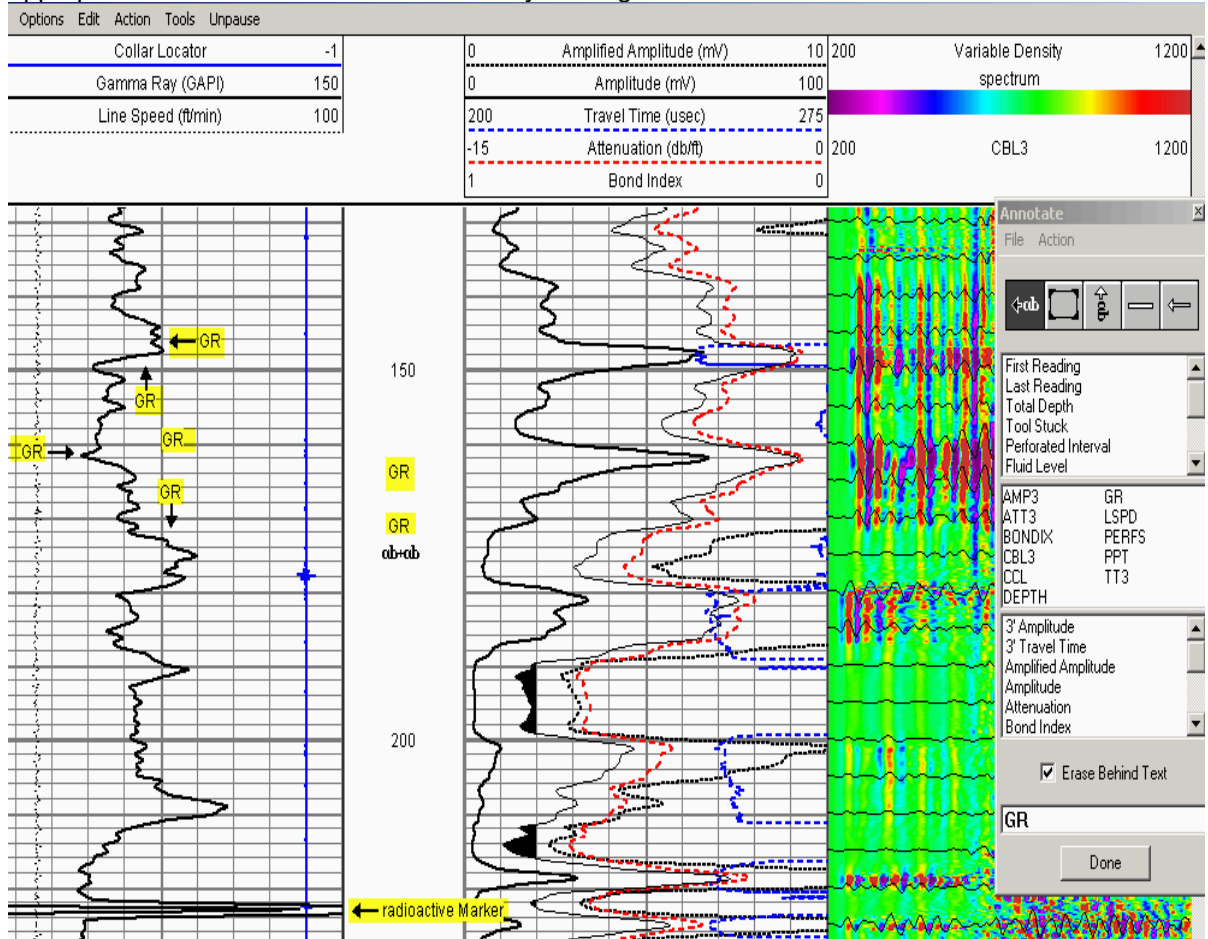 Options Edit Action Tools Unpause
Collar Locator -1
Gamma Ray (GAPI) 150
Line Speed (ft/min) 100
0 Amplified Amplitude (mV) 10
0 Amplitude (mV) 100
200 Travel Time (usec) 275
-15 Attenuation (db/ft) 0
1 Bond Index 0
200 Variable Density 1200
spectrum
200 CBL3 1200
GR
150
GR
GR
GR
GR
GR
GR
ab+ab
200
radioactive Marker
Annotate x
File Action
ab ab
First Reading
Last Reading
Total Depth
Tool Stuck
Perforated Interval
Fluid Level
AMP3 GR
ATT3 LSPD
BONDIX PERFS
CBL3 PPT
CCL TT3
DEPTH
3' Amplitude
3' Travel Time
Amplified Amplitude
Amplitude
Attenuation
Bond Index
Erase Behind Text
GR
Done